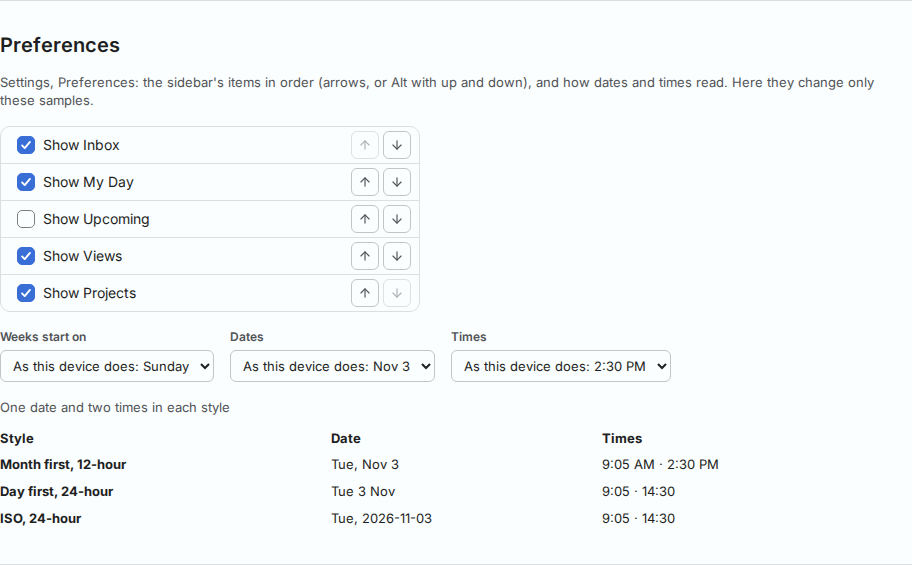 Preferences
Settings, Preferences: the sidebar's items in order (arrows, or Alt with up and down), and how dates and times read. Here they change only
these samples.
Show Inbox
Show My Day
Show Upcoming
Show Views
Show Projects
Weeks start on Dates Times
As this device does: Sunday As this device does: Nov 3 As this device does: 2:30 PM
One date and two times in each style
Style Date Times
Month first, 12-hour Tue, Nov 3 9:05 AM · 2:30 PM
Day first, 24-hour Tue 3 Nov 9:05 · 14:30
ISO, 24-hour Tue, 2026-11-03 9:05 · 14:30